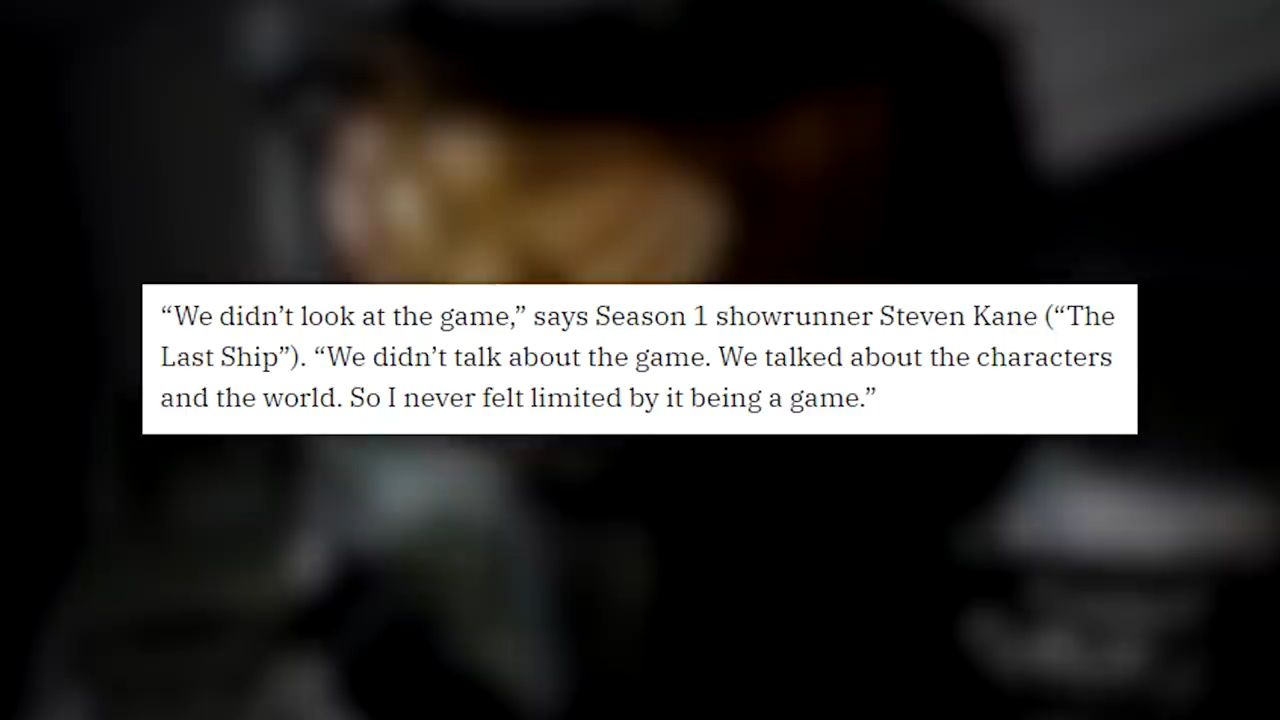 “We didn’t look at the game,” says Season 1 showrunner Steven Kane (“The
Last Ship”). “We didn’t talk about the game. We talked about the characters
and the world. So I never felt limited by it being a game.”